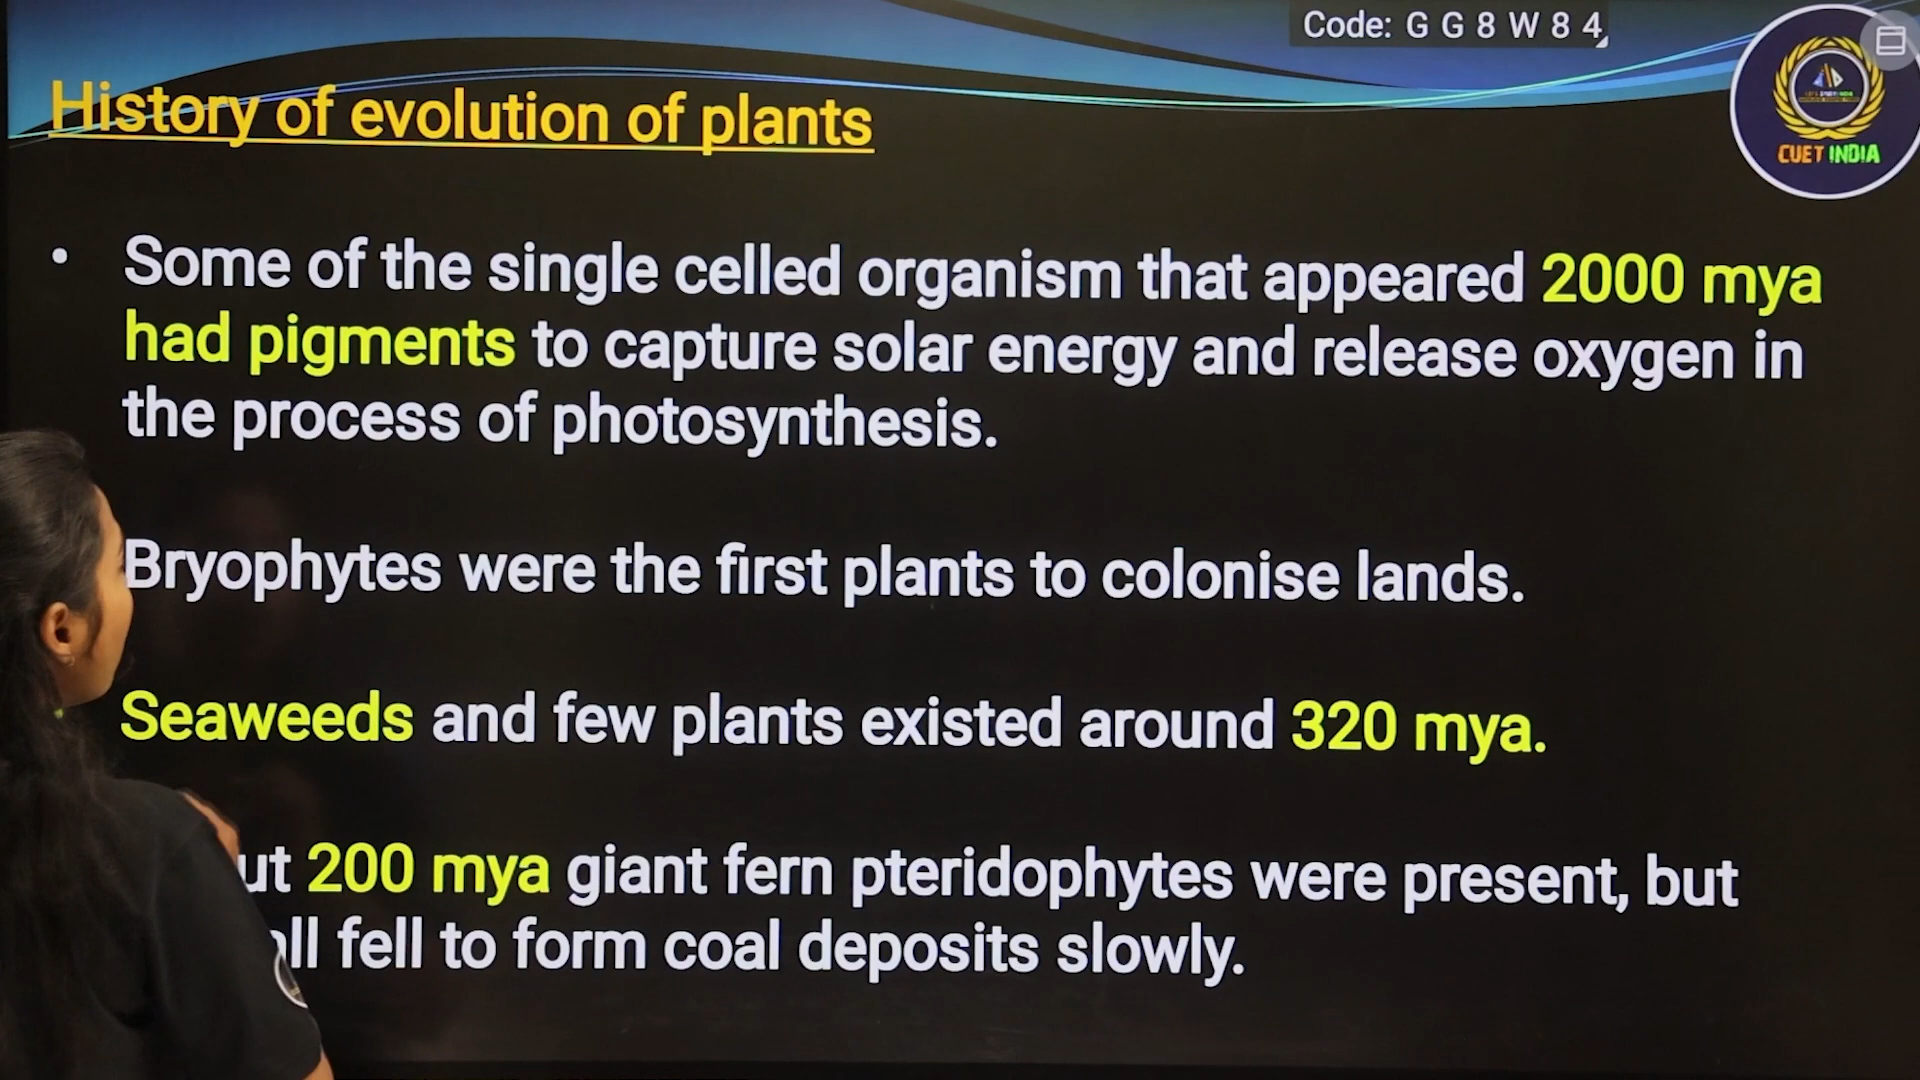 Code: G G 8 W 8 4
History of evolution of plants
CUET INDIA
• Some of the single celled organism that appeared 2000 mya
had pigments to capture solar energy and release oxygen in
the process of photosynthesis.
Bryophytes were the first plants to colonise lands.
Seaweeds and few plants existed around 320 mya.
200 mya giant fern pteridophytes were present, but
fell to form coal deposits slowly.